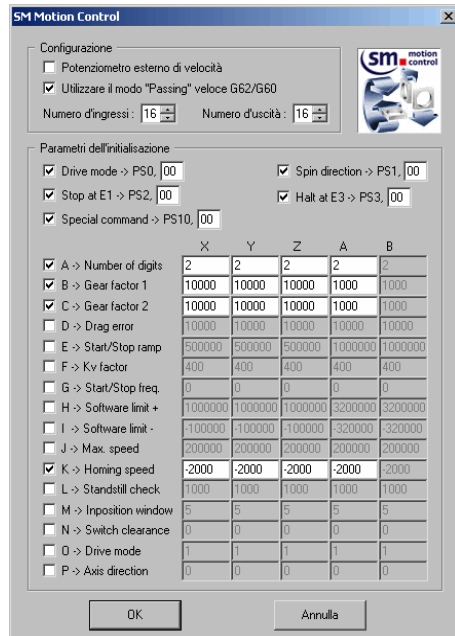 SM Motion Control
Configurazione
Potenziometro esterno di velocità
Utilizzare il modo "Passing" veloce G62/G60
Numero d'ingressi : 16 Numero d'uscità : 16
sm. motion control
Parametri dell'initialisazione
Drive mode -> PS0, 00 Spin direction -> PS1, 00
Stop at E1 -> PS2, 00 Halt at E3 -> PS3, 00
Special command -> PS10, 00
X Y Z A B
A -> Number of digits 2 2 2 2 2
B -> Gear factor 1 10000 10000 10000 1000 1000
C -> Gear factor 2 10000 10000 10000 1000 1000
D -> Drag error 10000 10000 10000 10000 10000
E -> Start/Stop ramp 500000 500000 500000 1000000 1000000
F -> Kv factor 400 400 400 400 400
G -> Start/Stop freq. 0 0 0 0 0
H -> Software limit + 1000000 1000000 1000000 3200000 3200000
I -> Software limit - -100000 -100000 -100000 -320000 -320000
J -> Max. speed 200000 200000 200000 200000 200000
K -> Homing speed -2000 -2000 -2000 -2000 -2000
L -> Standstill check 1000 1000 1000 1000 1000
M -> Inposition window 5 5 5 5 5
N -> Switch clearance 0 0 0 0 0
O -> Drive mode 1 1 1 1 1
P -> Axis direction 0 0 0 0 0
OK Annulla